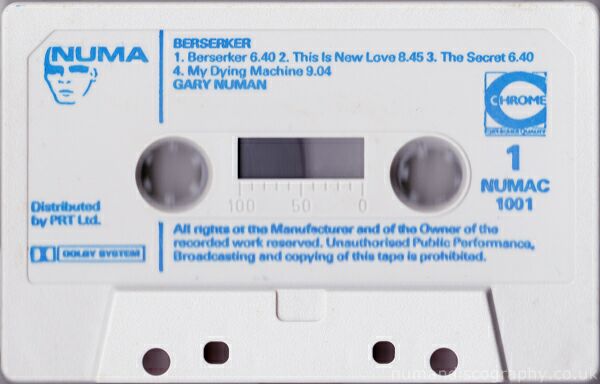 NUMA
BERSERKER
1. Berserker 6.40 2. This Is New Love 8.45 3. The Secret 6.40
4. My Dying Machine 9.04
GARY NUMAN
CHROME
1
NUMAC
1001
100 50 0
Distributed
by PRT Ltd.
DOLBY SYSTEM
All rights of the Manufacturer and of the Owner of the
recorded work reserved. Unauthorised Public Performance,
Broadcasting and copying of this tape is prohibited.
numandiscography.co.uk